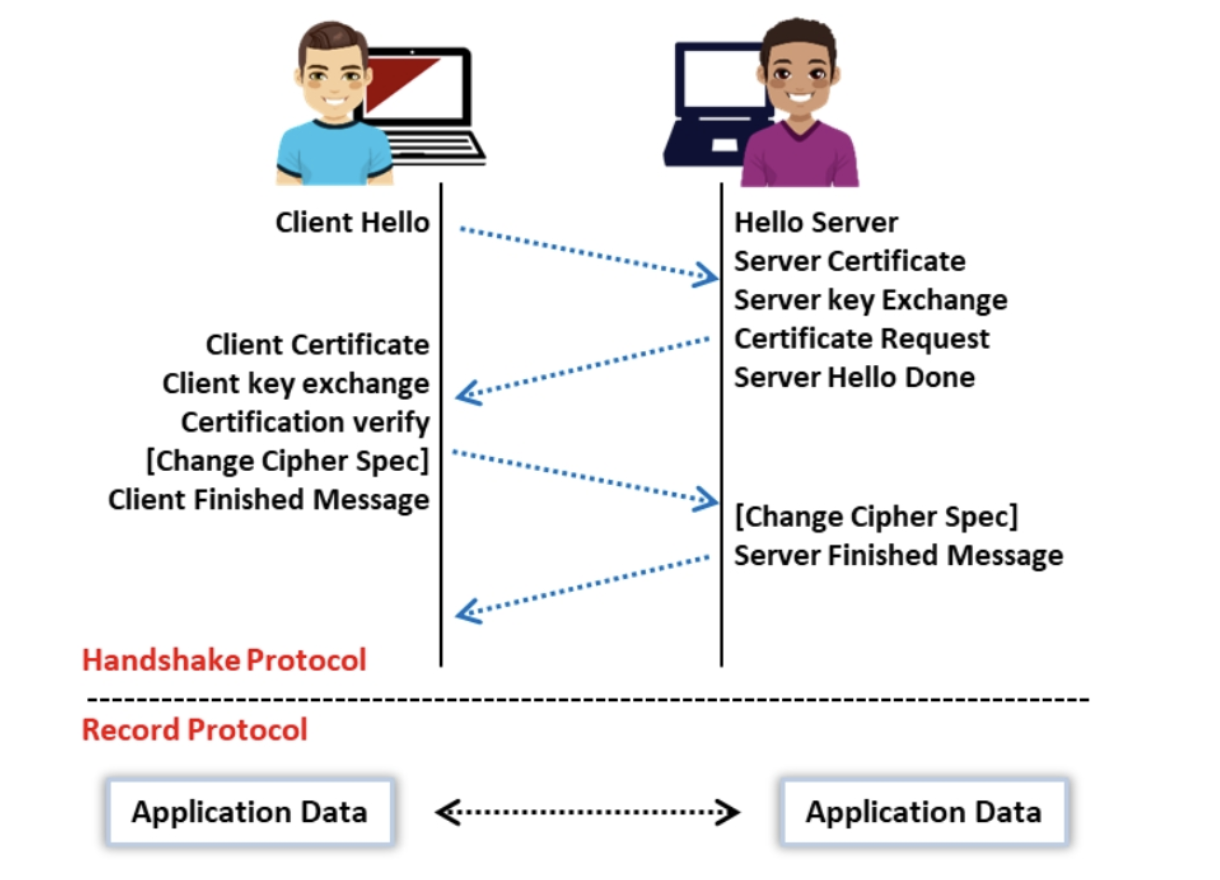 Client Hello
Hello Server
Server Certificate
Server key Exchange
Certificate Request
Server Hello Done
Client Certificate
Client key exchange
Certification verify
[Change Cipher Spec]
Client Finished Message
[Change Cipher Spec]
Server Finished Message
Handshake Protocol
Record Protocol
Application Data
Application Data